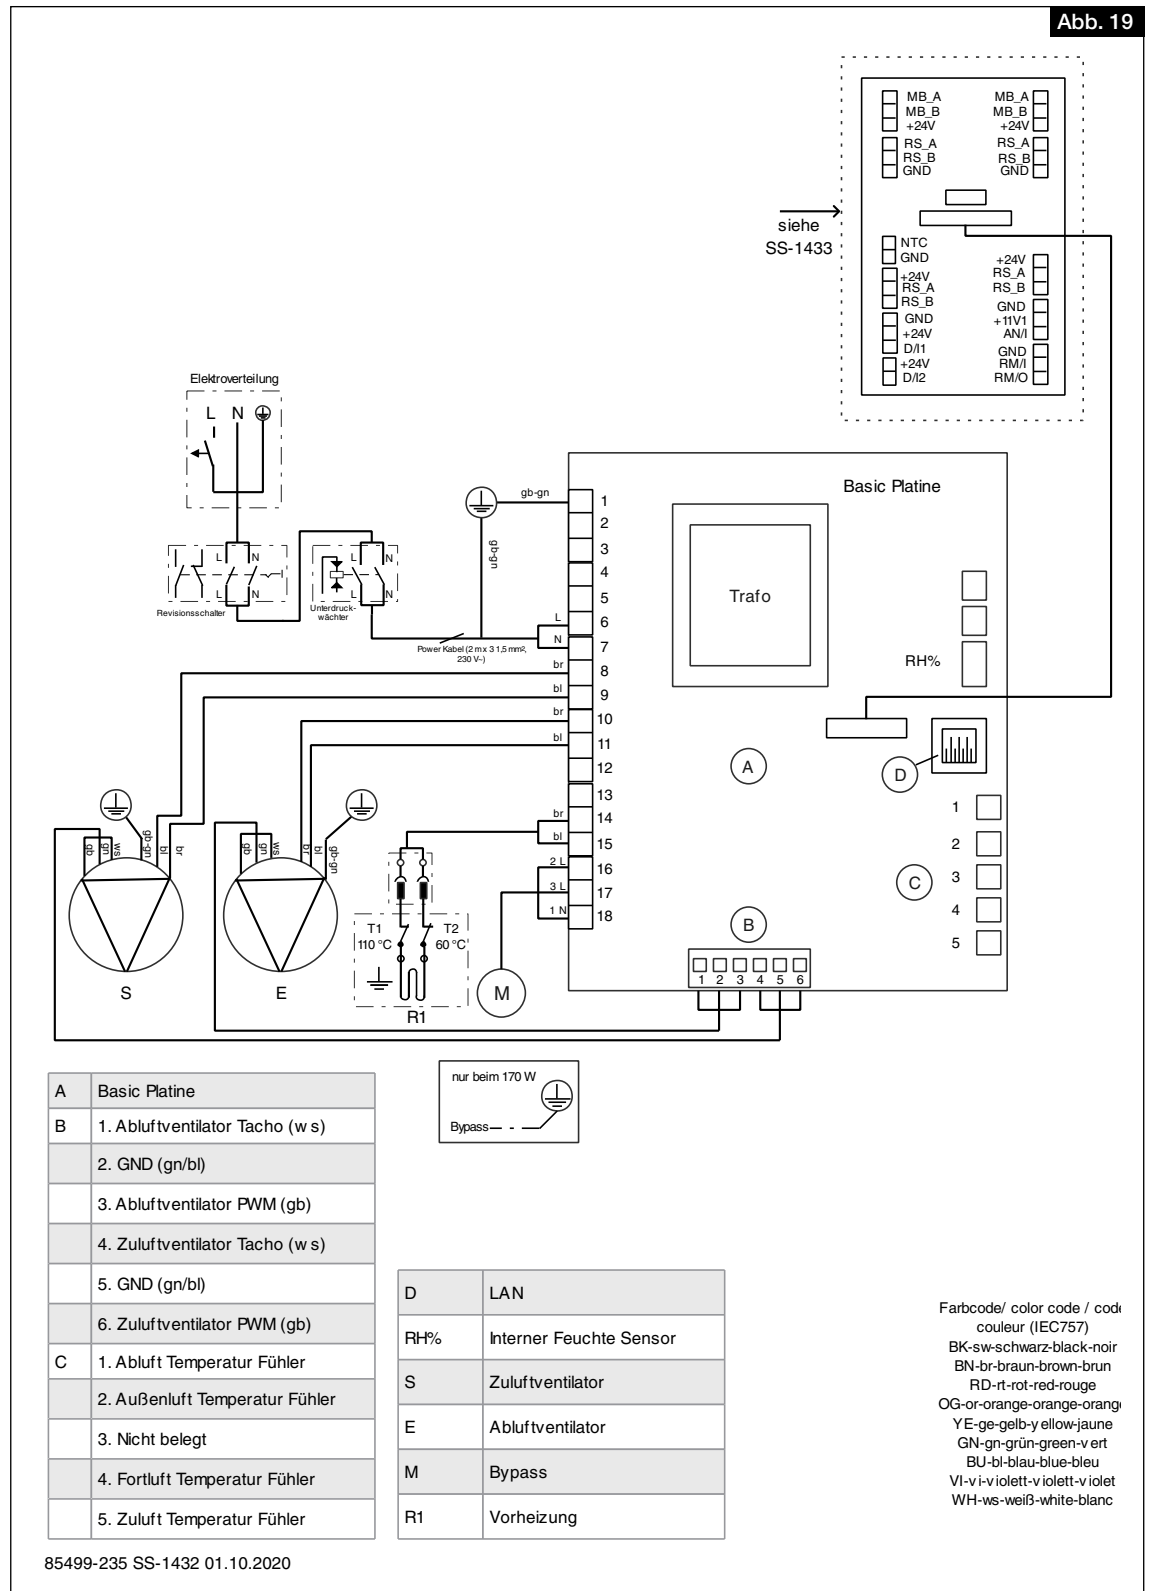 Abb. 19
MB_A
MB_B
+24V
RS_A
RS_B
GND
MB_A
MB_B
+24V
RS_A
RS_B
GND
siehe
SS-1433
NTC
GND
+24V
RS_A
RS_B
GND
+24V
D/I1
+24V
D/I2
+24V
RS_A
RS_B
GND
+11V1
AN/I
GND
RM/I
RM/O
Elektroverteilung
L N
L N
L N
Revisionsschalter
L N
L N
Unterdruck-
wächter
gb-gn
gb-gn
Power Kabel (2 m x 3 1,5 mm²,
230 V~)
L
N
br
bl
br
bl
br
bl
2 L
3 L
1 N
1
2
3
4
5
6
7
8
9
10
11
12
13
14
15
16
17
18
Basic Platine
Trafo
RH%
A
D
C
1
2
3
4
5
B
1 2 3 4 5 6
gb gn ws gb-gn bl br
S
gb gn ws br bl gb-gn
E
T1
110 °C
T2
60 °C
R1
M
nur beim 170 W
Bypass
A Basic Platine
B 1. Abluftventilator Tacho (ws)
2. GND (gn/bl)
3. Abluftventilator PWM (gb)
4. Zuluftventilator Tacho (ws)
5. GND (gn/bl)
6. Zuluftventilator PWM (gb)
C 1. Abluft Temperatur Fühler
2. Außenluft Temperatur Fühler
3. Nicht belegt
4. Fortluft Temperatur Fühler
5. Zuluft Temperatur Fühler
D LAN
RH% Interner Feuchte Sensor
S Zuluftventilator
E Abluftventilator
M Bypass
R1 Vorheizung
Farbcode/ color code / code
couleur (IEC757)
BK-sw-schwarz-black-noir
BN-br-braun-brown-brun
RD-rt-rot-red-rouge
OG-or-orange-orange-orange
YE-ge-gelb-yellow-jaune
GN-gn-grün-green-vert
BU-bl-blau-blue-bleu
VI-vi-violett-violett-violet
WH-ws-weiß-white-blanc
85499-235 SS-1432 01.10.2020